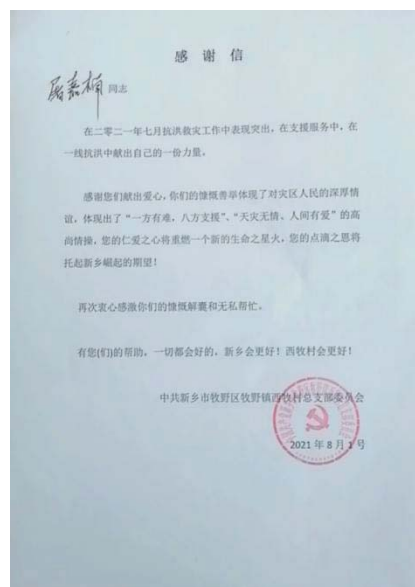 感谢信
屈嘉楠 同志
在二零二一年七月抗洪救灾工作中表现突出，在支援服务中，在
一线抗洪中献出自己的一份力量。
感谢您们献出爱心，你们的慷慨善举体现了对灾区人民的深厚情
谊，体现出了“一方有难，八方支援”、“天灾无情、人间有爱”的高
尚情操，您的仁爱之心将重燃一个新的生命之星火，您的点滴之恩将
托起新乡崛起的期望！
再次衷心感激你们的慷慨解囊和无私帮忙。
有您(们)的帮助，一切都会好的，新乡会更好！西牧村会更好！
中共新乡市牧野区牧野镇西牧村总支部委员会
2021年8月1号